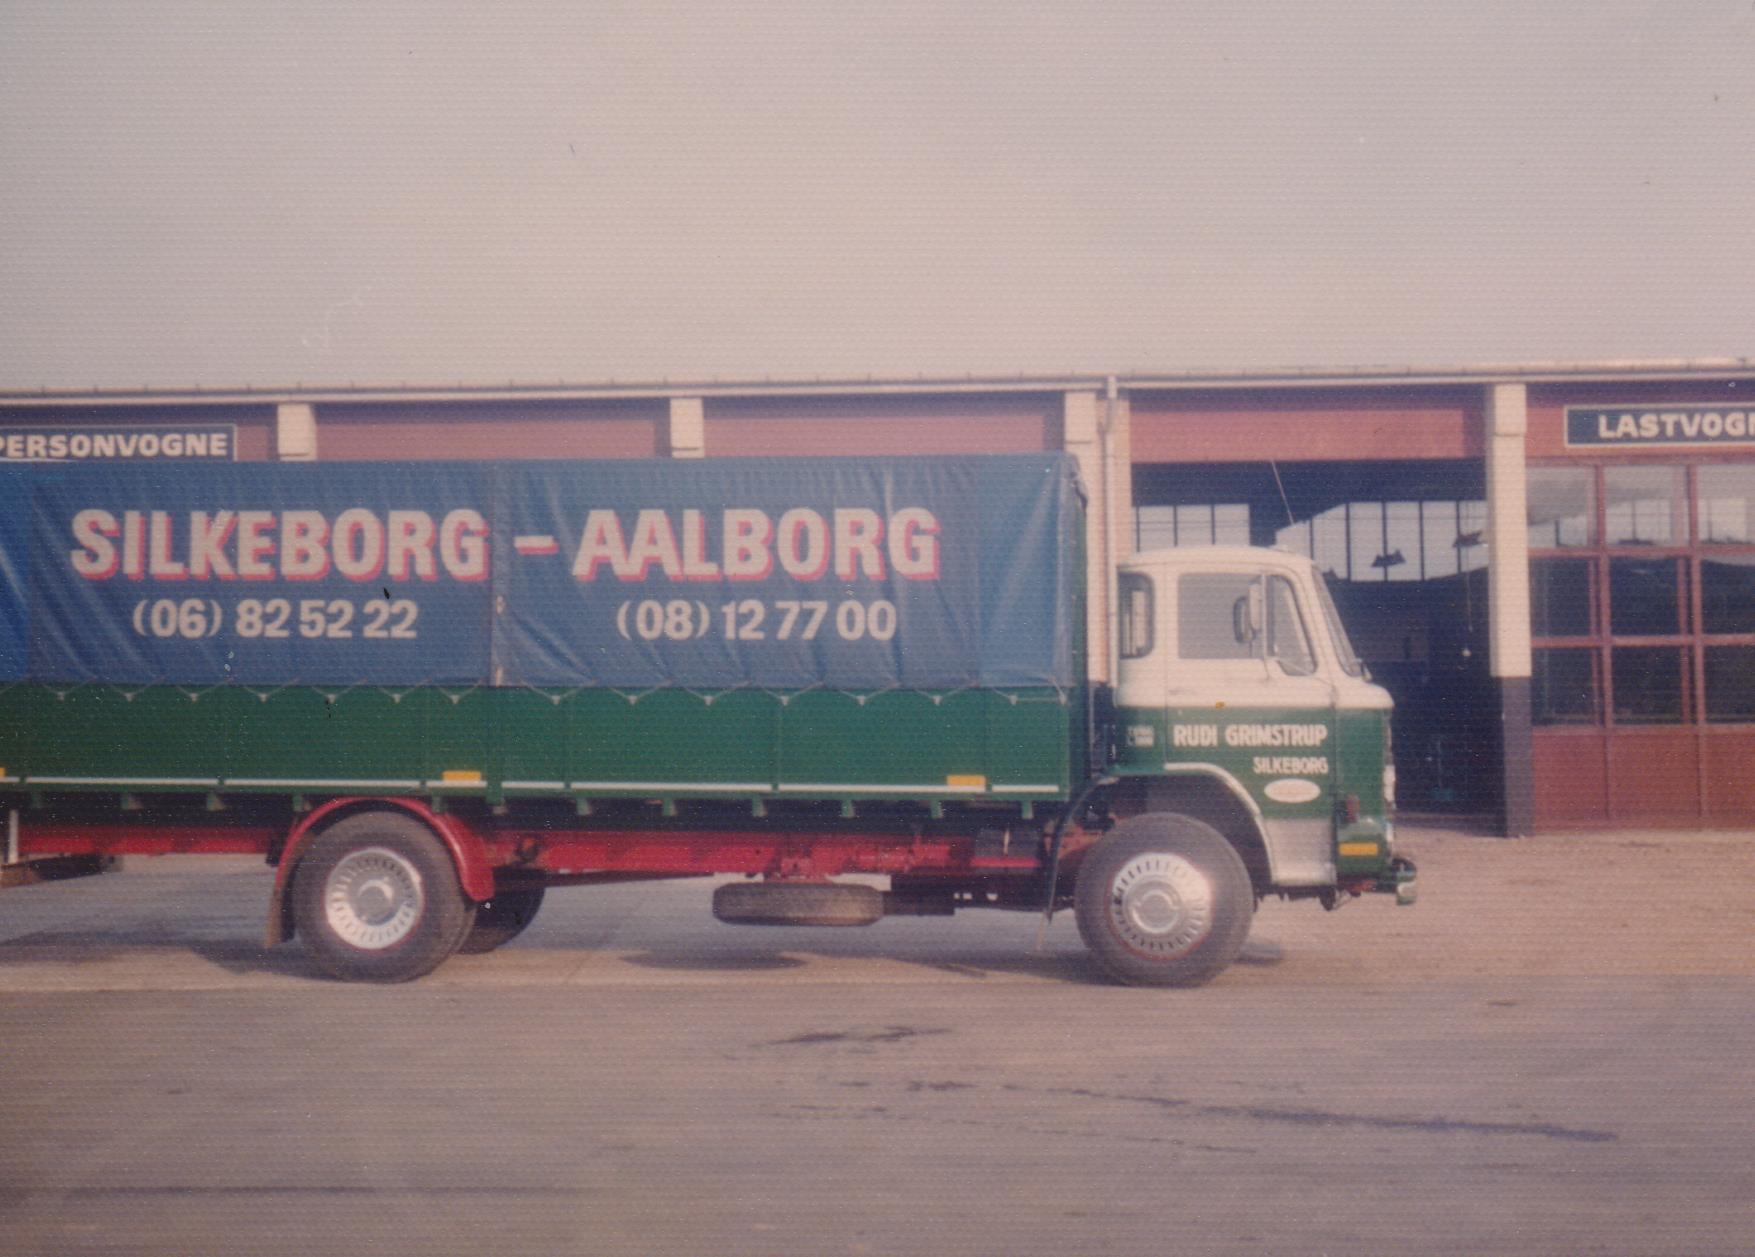 PERSONVOGNE
LASTVOGN
SILKEBORG - AALBORG
(06) 82 52 22
(08) 12 77 00
RUDI GRIMSTRUP
SILKEBORG